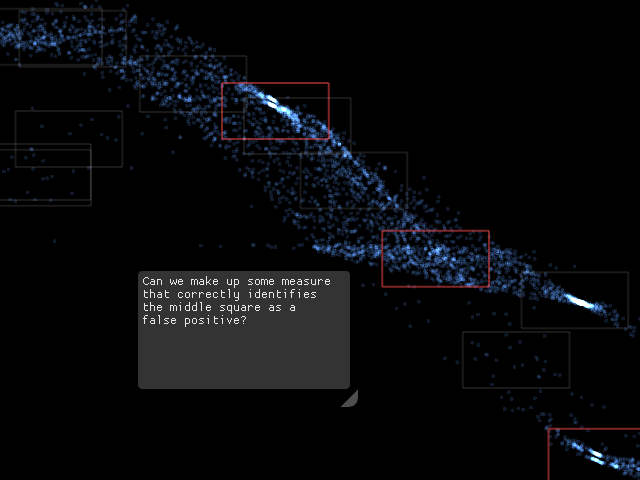 Can we make up some measure
that correctly identifies
the middle square as a
false positive?